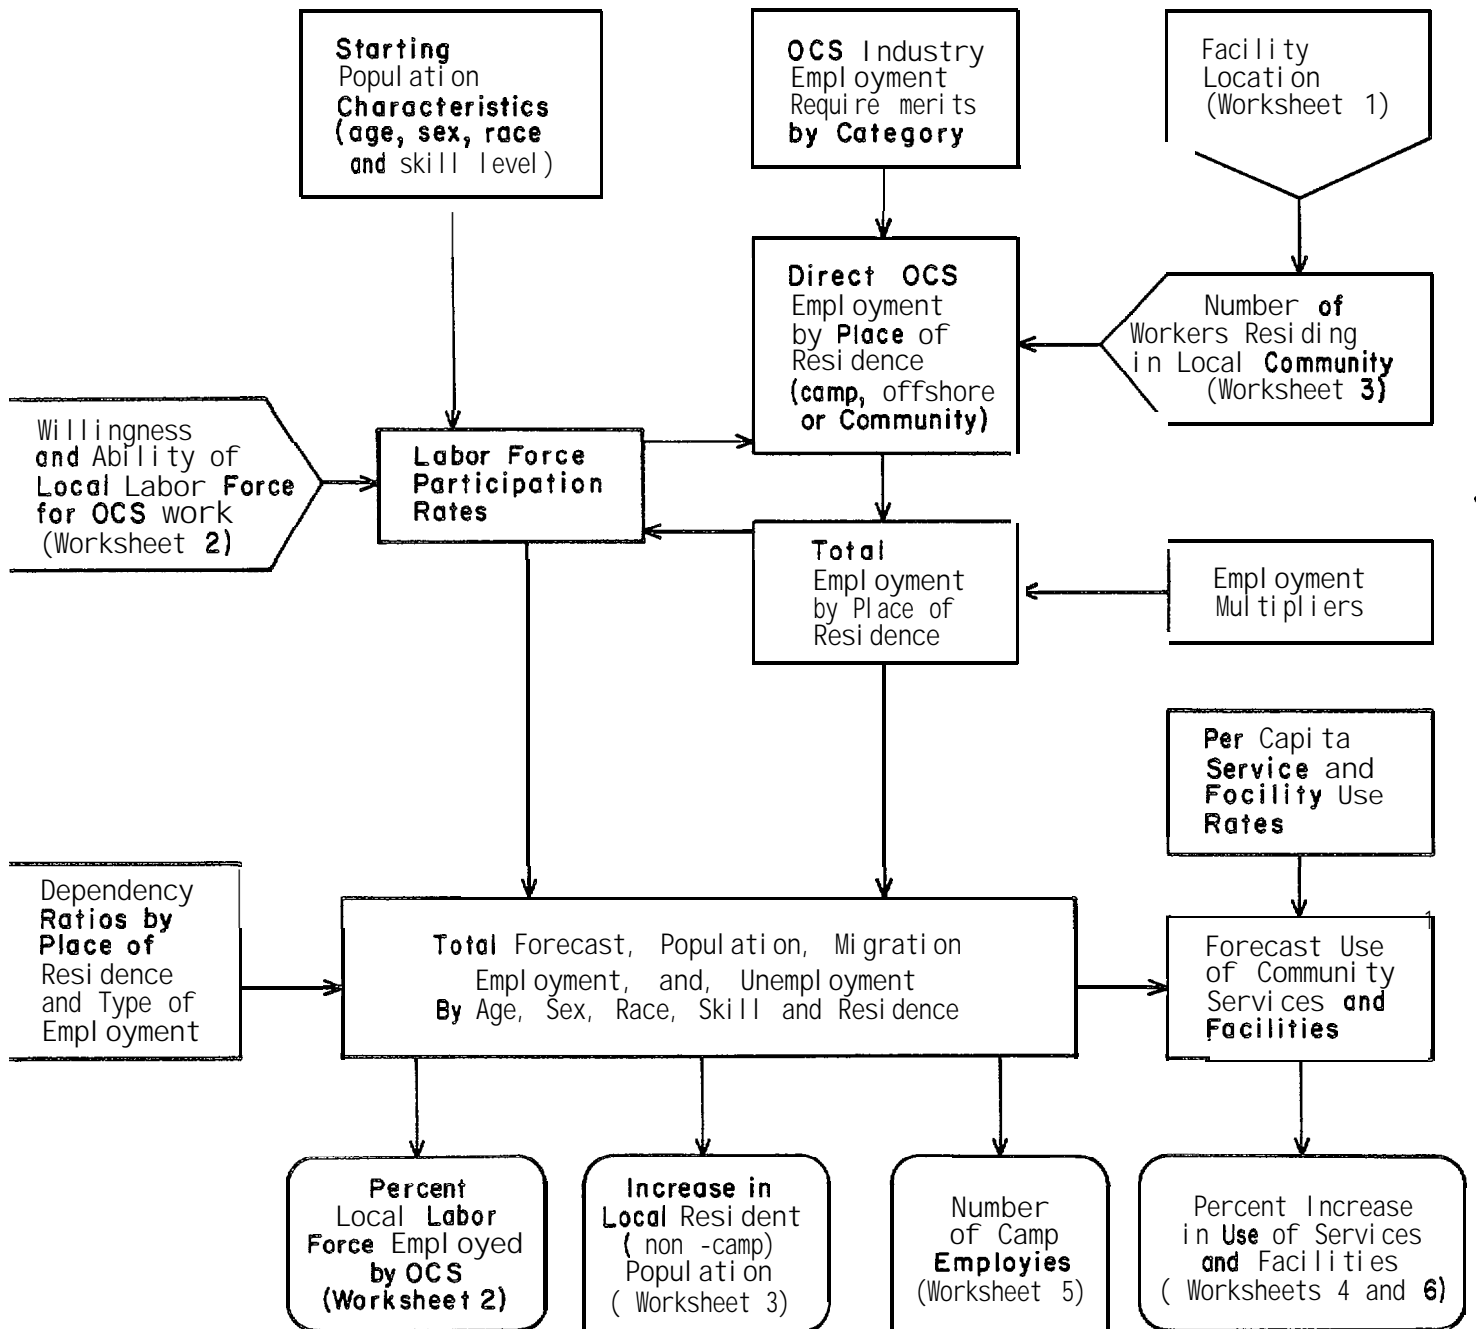 Starting
Population
Characteristics
(age, sex, race
and skill level)
OCS Industry
Employment
Require merits
by Category
Facility
Location
(Worksheet 1)
Direct OCS
Employment
by Place of
Residence
(camp, offshore
or Community)
Number of
Workers Residing
in Local Community
(Worksheet 3)
Willingness
and Ability of
Local Labor Force
for OCS work
(Worksheet 2)
Labor Force
Participation
Rates
Total
Employment
by Place of
Residence
Employment
Multipliers
Per Capita
Service and
Focility Use
Rates
Dependency
Ratios by
Place of
Residence
and Type of
Employment
Total Forecast, Population, Migration
Employment, and, Unemployment
By Age, Sex, Race, Skill and Residence
Forecast Use
of Community
Services and
Facilities
Percent
Local Labor
Force Employed
by OCS
(Worksheet 2)
Increase in
Local Resident
( non -camp)
Population
( Worksheet 3)
Number
of Camp
Employies
(Worksheet 5)
Percent Increase
in Use of Services
and Facilities
( Worksheets 4 and 6)